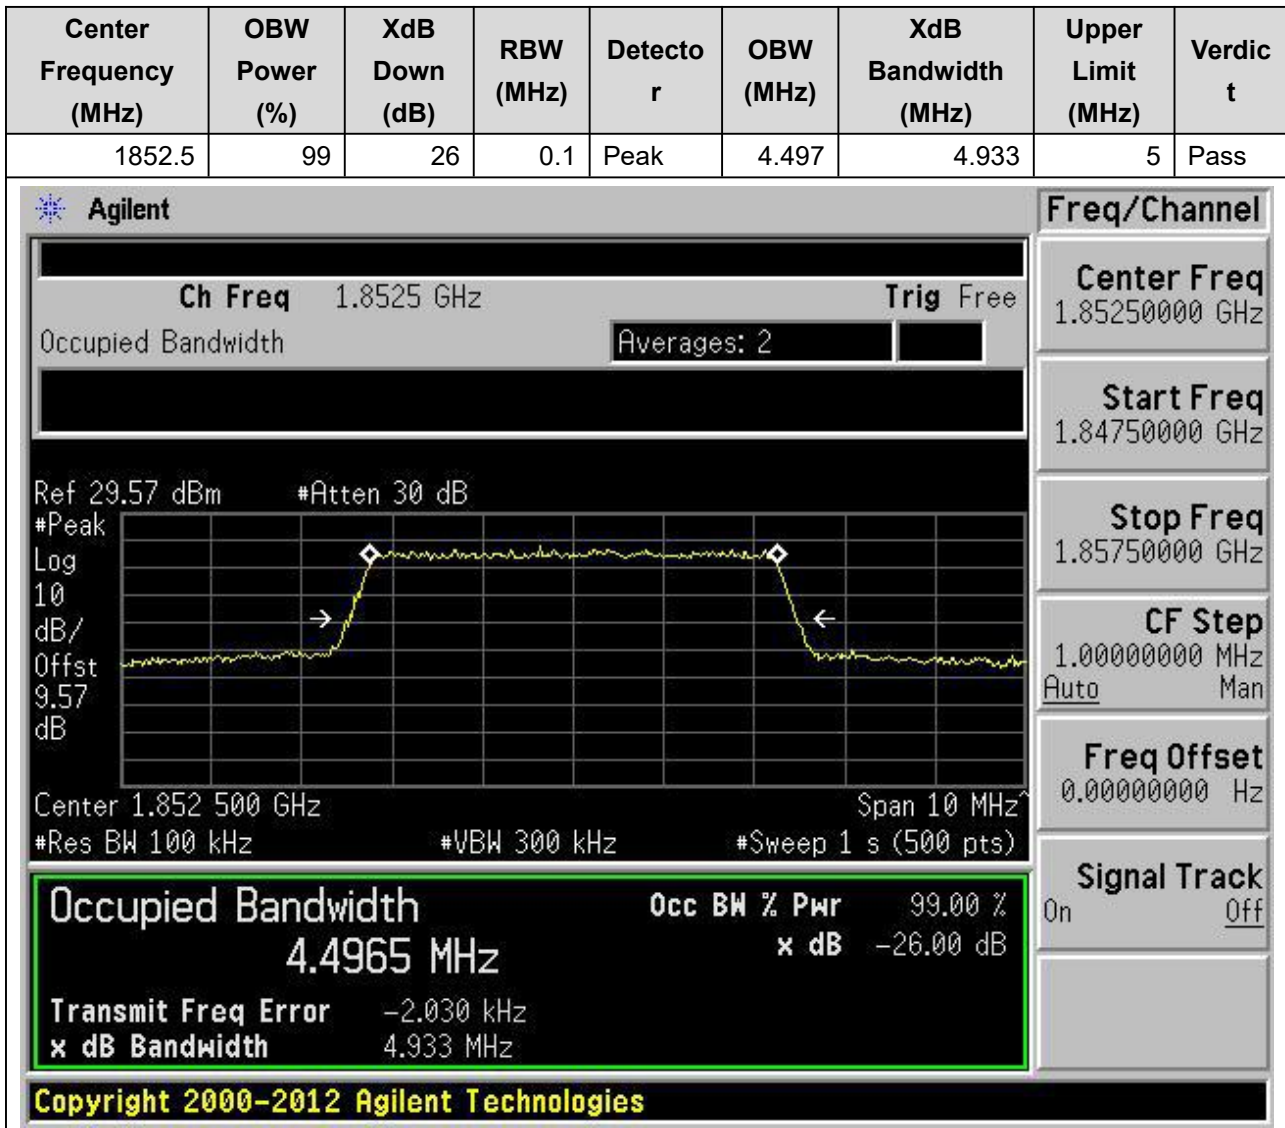 Center Frequency (MHz) OBW Power (%) XdB Down (dB) RBW (MHz) Detecto r OBW (MHz) XdB Bandwidth (MHz) Upper Limit (MHz) Verdic t
1852.5 99 26 0.1 Peak 4.497 4.933 5 Pass
Agilent
Freq/Channel
Ch Freq 1.8525 GHz Trig Free
Occupied Bandwidth Averages: 2
Center Freq
1.85250000 GHz
Start Freq
1.84750000 GHz
Stop Freq
1.85750000 GHz
CF Step
1.00000000 MHz
Auto Man
Freq Offset
0.00000000 Hz
Signal Track
On Off
Ref 29.57 dBm #Atten 30 dB
#Peak
Log
10
dB/
Offst
9.57
dB
Center 1.852 500 GHz Span 10 MHz^
#Res BW 100 kHz #VBW 300 kHz #Sweep 1 s (500 pts)
Occupied Bandwidth Occ BW % Pwr 99.00 %
4.4965 MHz x dB -26.00 dB
Transmit Freq Error -2.030 kHz
x dB Bandwidth 4.933 MHz
Copyright 2000-2012 Agilent Technologies